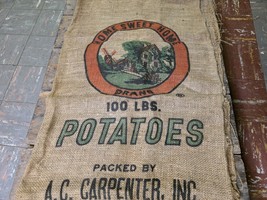 HOME SWEET HOME
BRAND
100 LBS.
POTATOES
PACKED BY
A.C. CARPENTER, INC